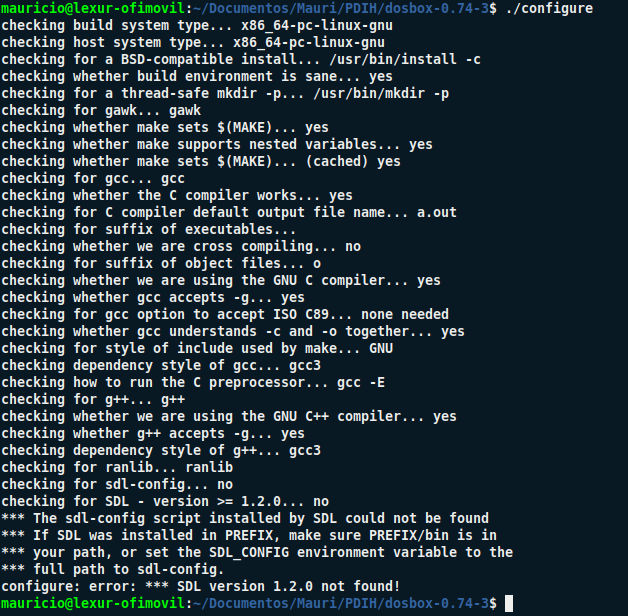 mauricio@lexur-ofimovil:~/Documentos/Mauri/PDIH/dosbox-0.74-3$ ./configure
checking build system type... x86_64-pc-linux-gnu
checking host system type... x86_64-pc-linux-gnu
checking for a BSD-compatible install... /usr/bin/install -c
checking whether build environment is sane... yes
checking for a thread-safe mkdir -p... /usr/bin/mkdir -p
checking for gawk... gawk
checking whether make sets $(MAKE)... yes
checking whether make supports nested variables... yes
checking whether make sets $(MAKE)... (cached) yes
checking for gcc... gcc
checking whether the C compiler works... yes
checking for C compiler default output file name... a.out
checking for suffix of executables...
checking whether we are cross compiling... no
checking for suffix of object files... o
checking whether we are using the GNU C compiler... yes
checking whether gcc accepts -g... yes
checking for gcc option to accept ISO C89... none needed
checking whether gcc understands -c and -o together... yes
checking for style of include used by make... GNU
checking dependency style of gcc... gcc3
checking how to run the C preprocessor... gcc -E
checking for g++... g++
checking whether we are using the GNU C++ compiler... yes
checking whether g++ accepts -g... yes
checking dependency style of g++... gcc3
checking for ranlib... ranlib
checking for sdl-config... no
checking for SDL - version >= 1.2.0... no
*** The sdl-config script installed by SDL could not be found
*** If SDL was installed in PREFIX, make sure PREFIX/bin is in
*** your path, or set the SDL_CONFIG environment variable to the
*** full path to sdl-config.
configure: error: *** SDL version 1.2.0 not found!
mauricio@lexur-ofimovil:~/Documentos/Mauri/PDIH/dosbox-0.74-3$